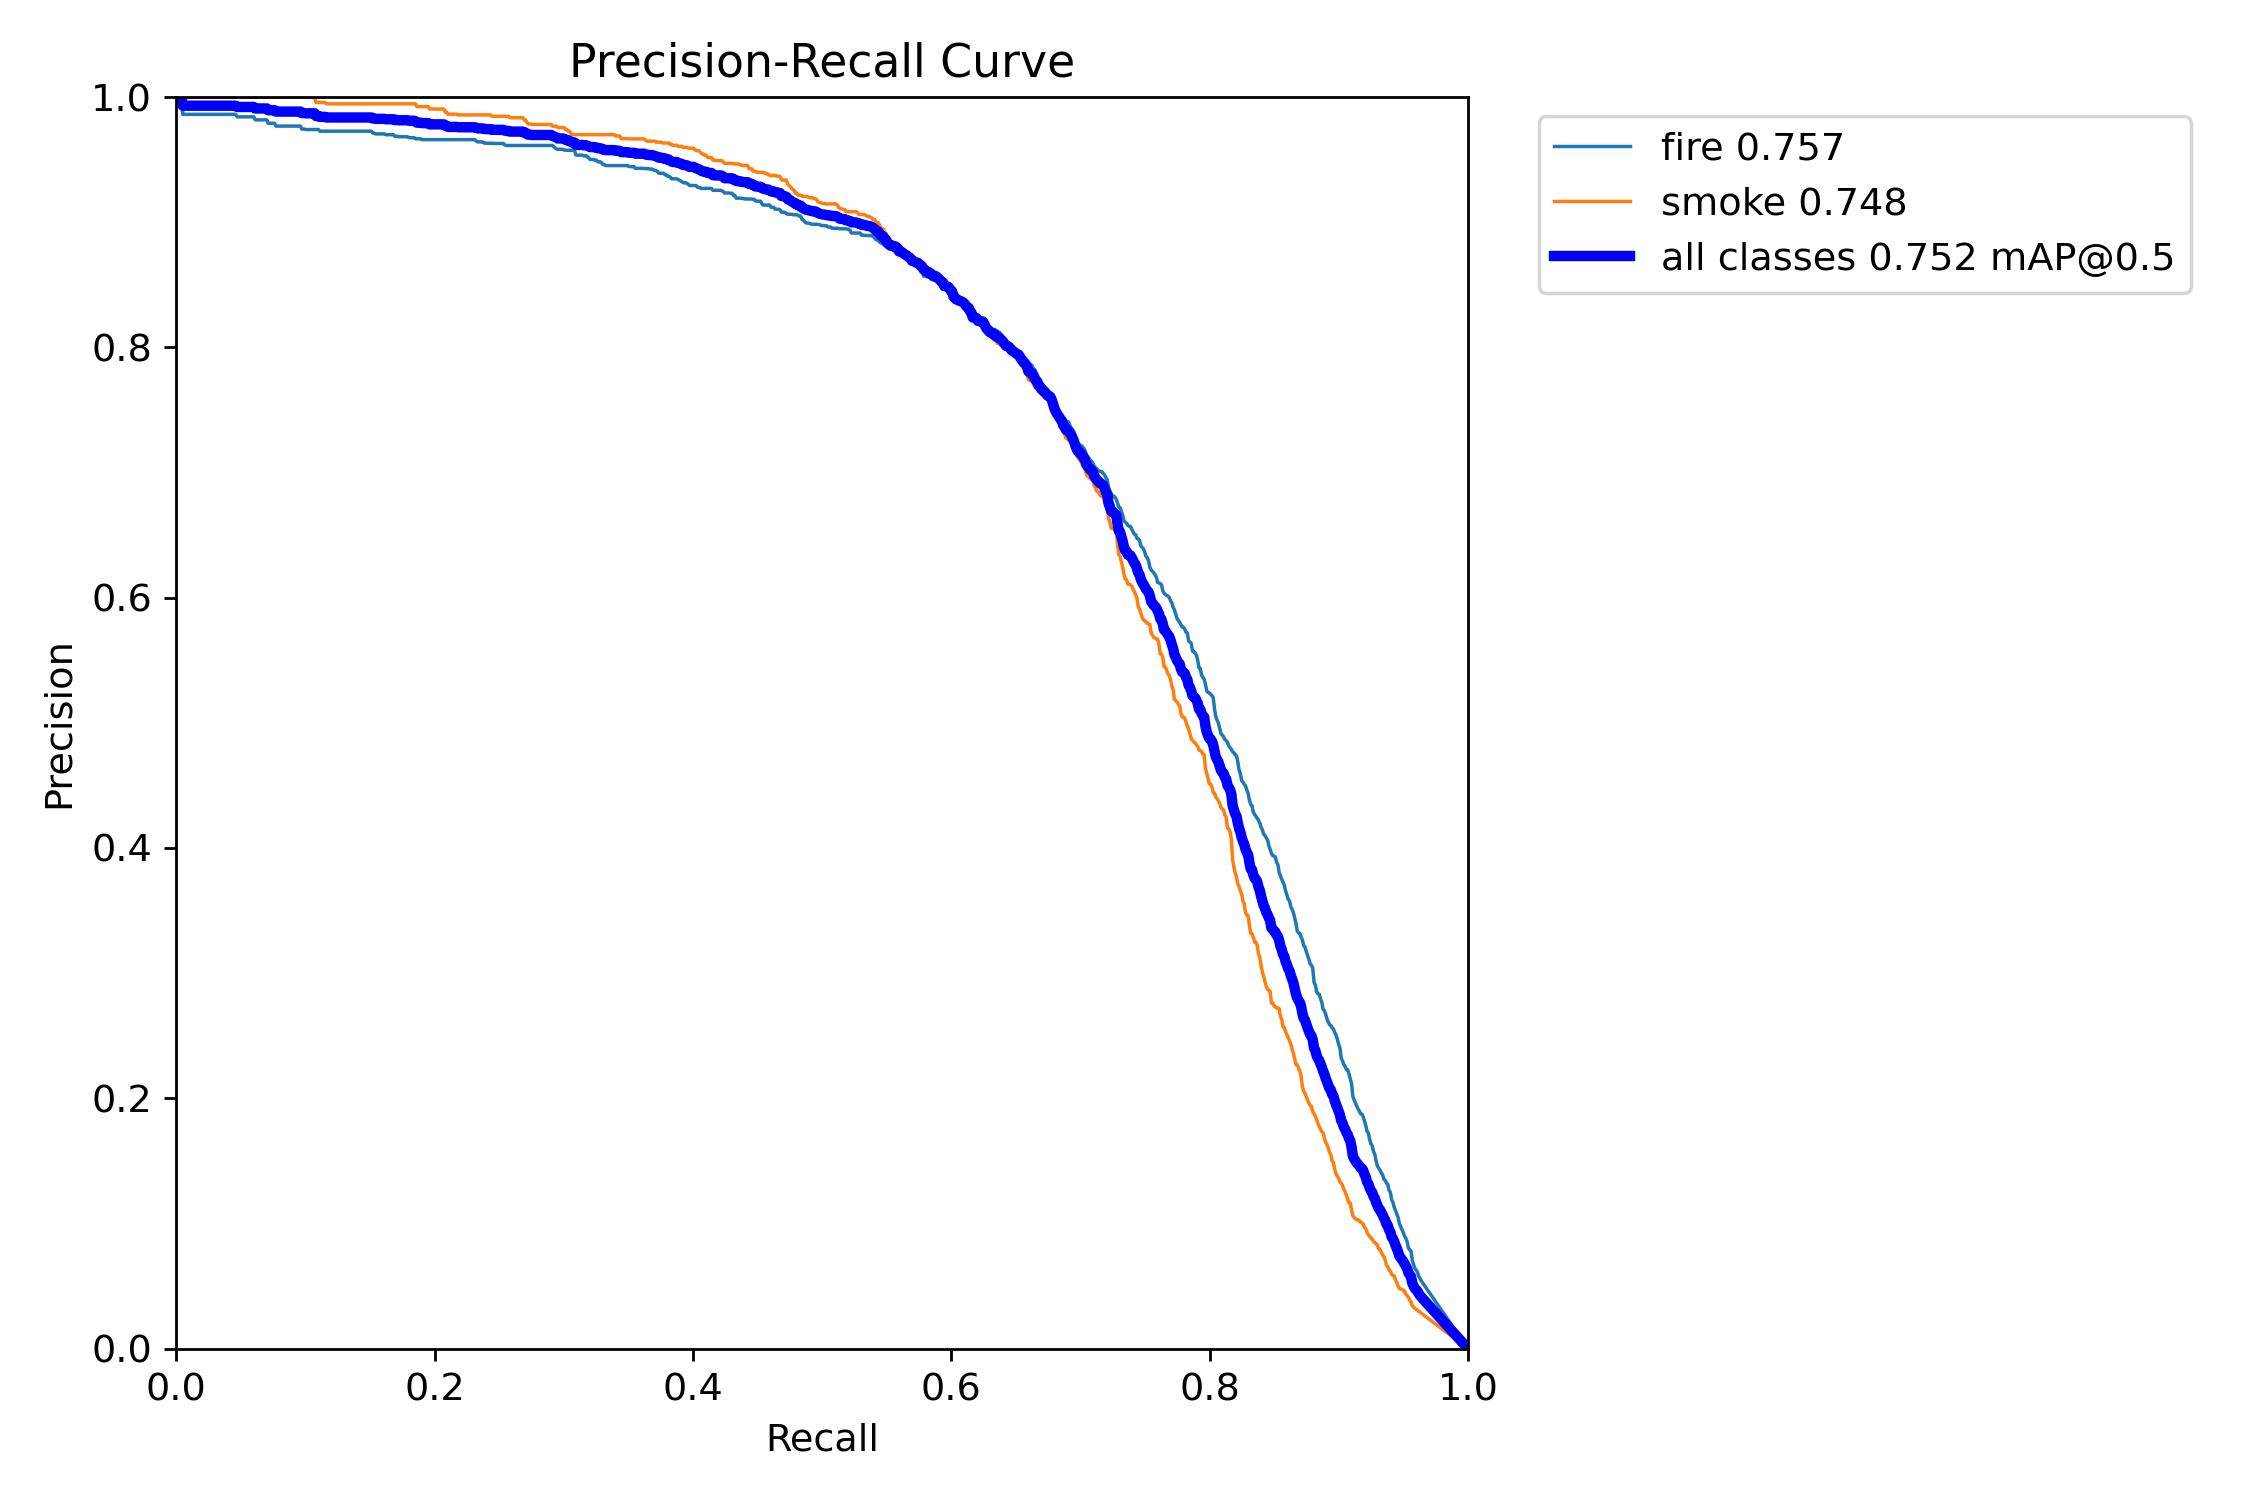 Precision-Recall Curve
1.0
0.8
0.6
0.4
0.2
0.0
Precision
0.0 0.2 0.4 0.6 0.8 1.0
Recall
fire 0.757
smoke 0.748
all classes 0.752 mAP@0.5